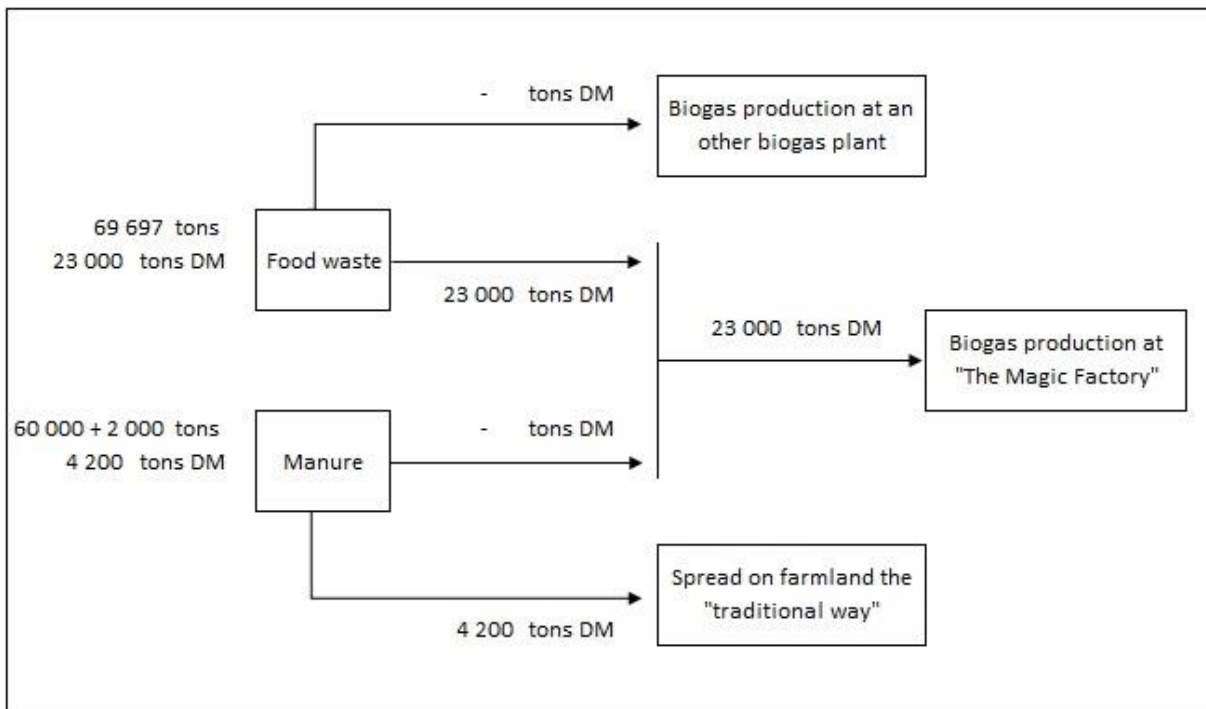 - tons DM
Biogas production at an
other biogas plant
69 697 tons
23 000 tons DM
Food waste
23 000 tons DM
23 000 tons DM
Biogas production at
"The Magic Factory"
60 000 + 2 000 tons
4 200 tons DM
Manure
- tons DM
Spread on farmland the
"traditional way"
4 200 tons DM